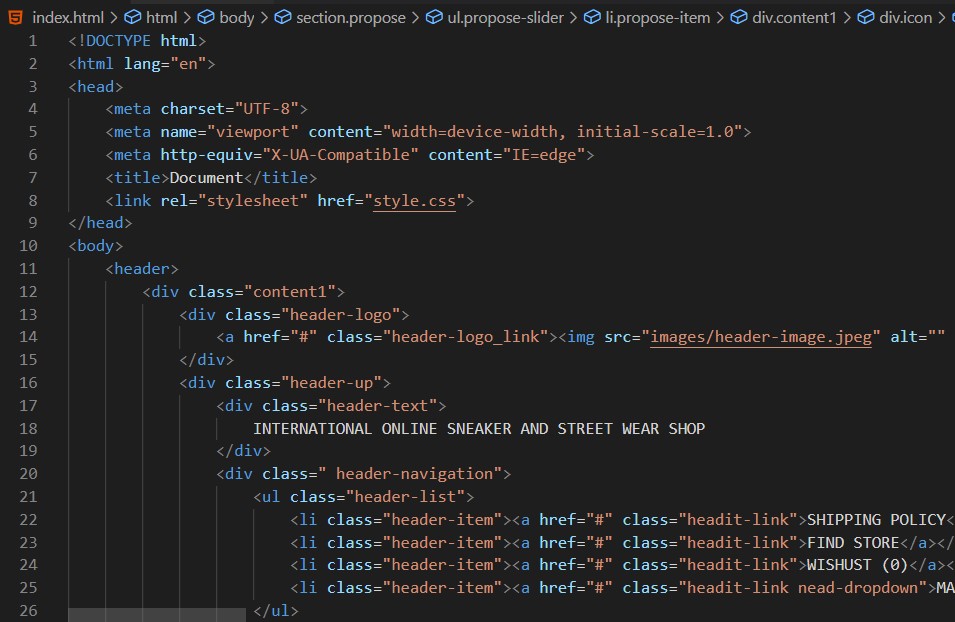 index.html > html > body > section.propose > ul.propose-slider > li.propose-item > div.content1 > div.icon >
1 <!DOCTYPE html>
2 <html lang="en">
3 <head>
4 <meta charset="UTF-8">
5 <meta name="viewport" content="width=device-width, initial-scale=1.0">
6 <meta http-equiv="X-UA-Compatible" content="IE=edge">
7 <title>Document</title>
8 <link rel="stylesheet" href="style.css">
9 </head>
10 <body>
11 <header>
12 <div class="content1">
13 <div class="header-logo">
14 <a href="#" class="header-logo_link"><img src="images/header-image.jpeg" alt=""
15 </div>
16 <div class="header-up">
17 <div class="header-text">
18 INTERNATIONAL ONLINE SNEAKER AND STREET WEAR SHOP
19 </div>
20 <div class=" header-navigation">
21 <ul class="header-list">
22 <li class="header-item"><a href="#" class="headit-link">SHIPPING POLICY<
23 <li class="header-item"><a href="#" class="headit-link">FIND STORE</a></
24 <li class="header-item"><a href="#" class="headit-link">WISHUST (0)</a><
25 <li class="header-item"><a href="#" class="headit-link nead-dropdown">MA
26 </ul>